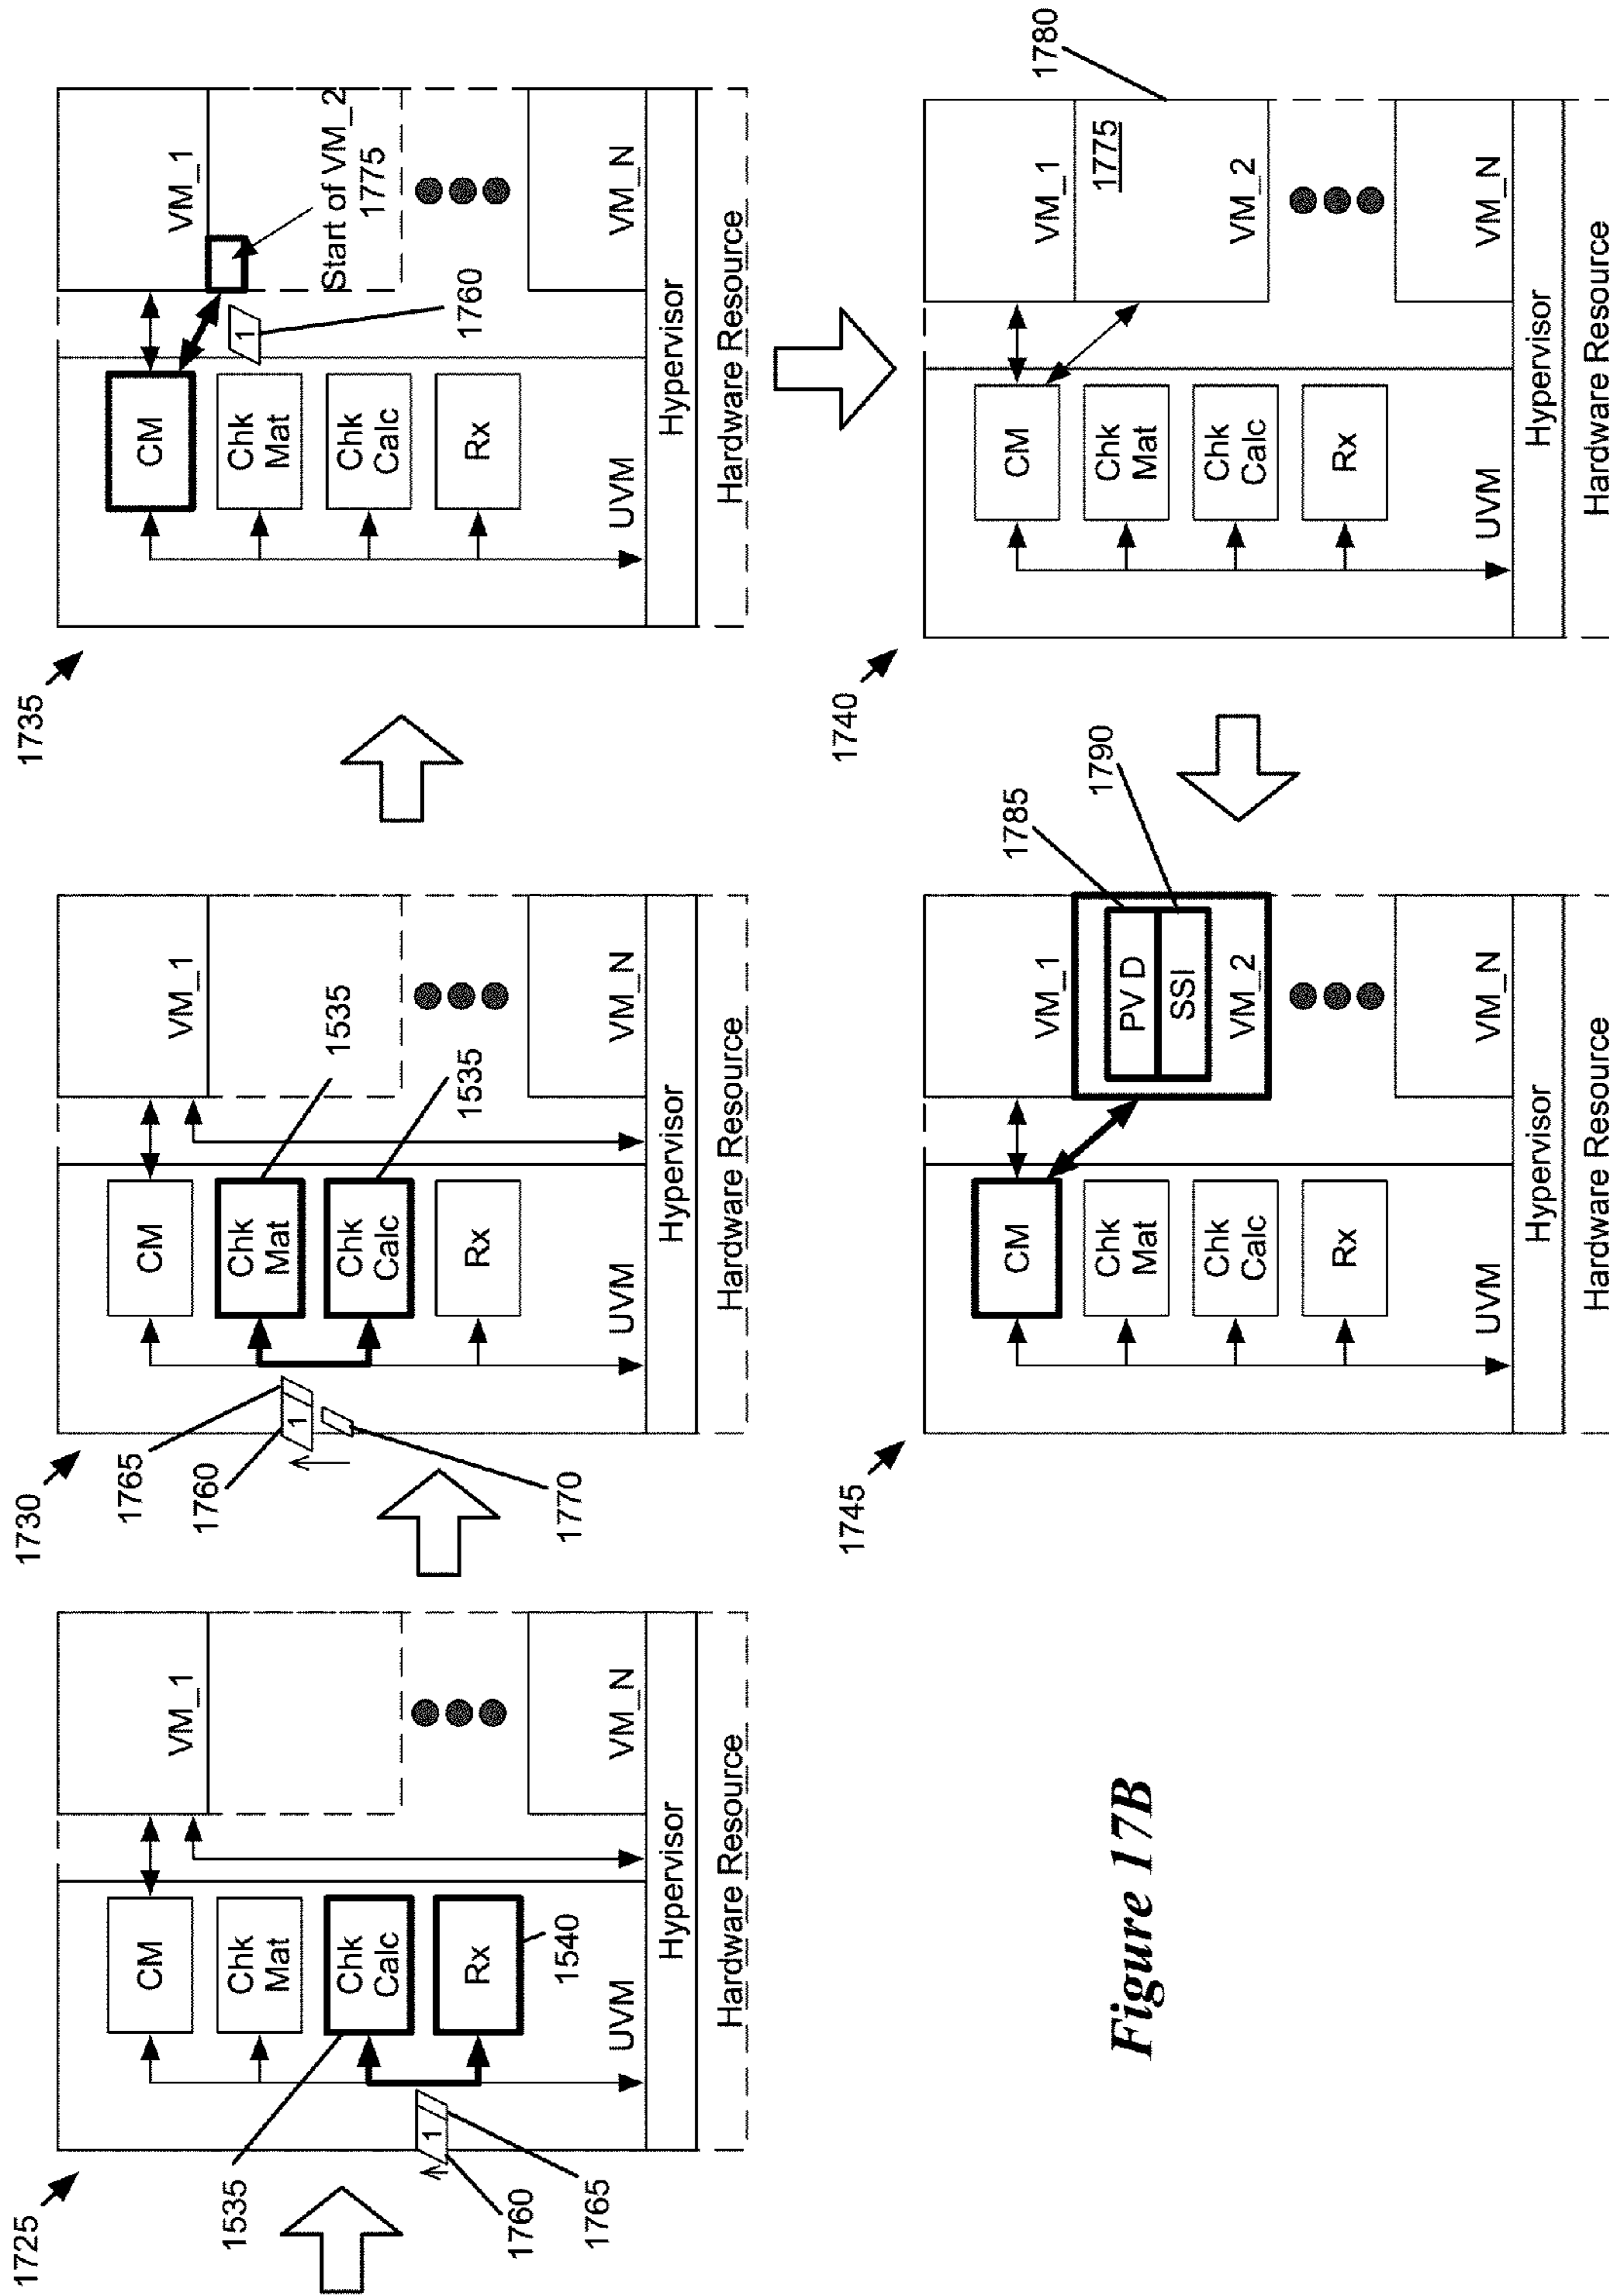 1725
1535
1760
1765
CM
Chk
Mat
Chk
Calc
Rx
1540
UVM
VM_1
VM_N
1
Hypervisor
Hardware Resource
1730
1765
1760
1770
1
CM
Chk
Mat
Chk
Calc
Rx
UVM
VM_1
1535
1535
VM_N
Hypervisor
Hardware Resource
1735
CM
Chk
Mat
Chk
Calc
Rx
UVM
VM_1
1
Start of VM_2
1775
1760
VM_N
Hypervisor
Hardware Resource
1745
CM
Chk
Mat
Chk
Calc
Rx
UVM
VM_1
PV D
SSI
VM_2
1785
1790
VM_N
Hypervisor
Hardware Resource
1740
CM
Chk
Mat
Chk
Calc
Rx
UVM
VM_1
1775
VM_2
1780
VM_N
Hypervisor
Hardware Resource
Figure 17B